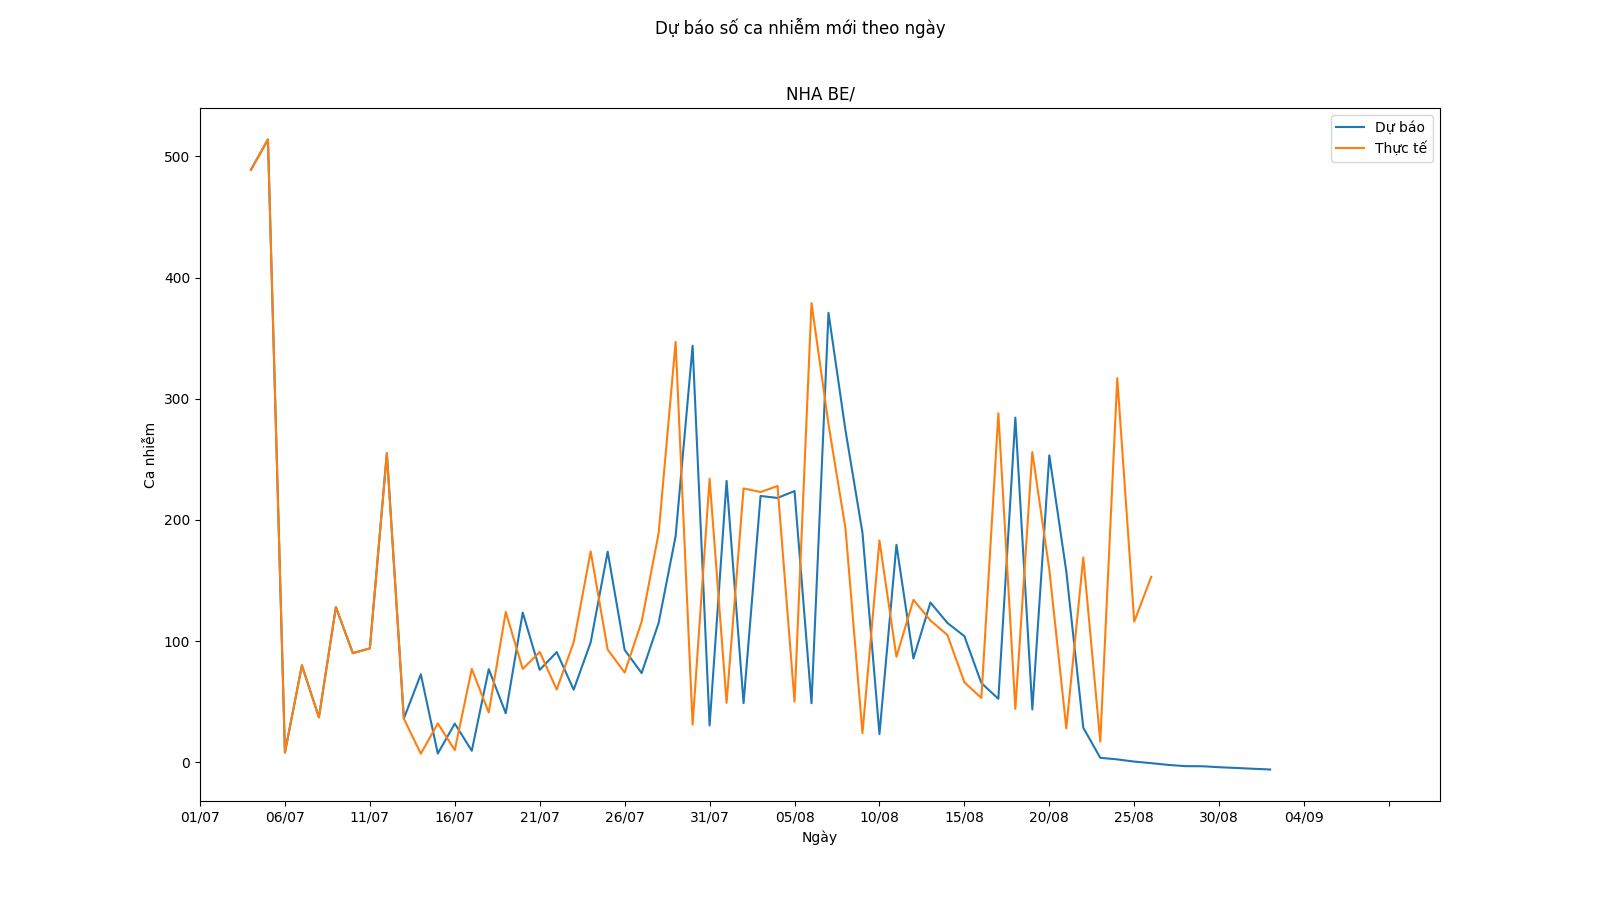 Dự báo số ca nhiễm mới theo ngày
NHA BE/
Dự báo
Thực tế
500
400
300
200
100
0
Ca nhiễm
01/07 06/07 11/07 16/07 21/07 26/07 31/07 05/08 10/08 15/08 20/08 25/08 30/08 04/09
Ngày